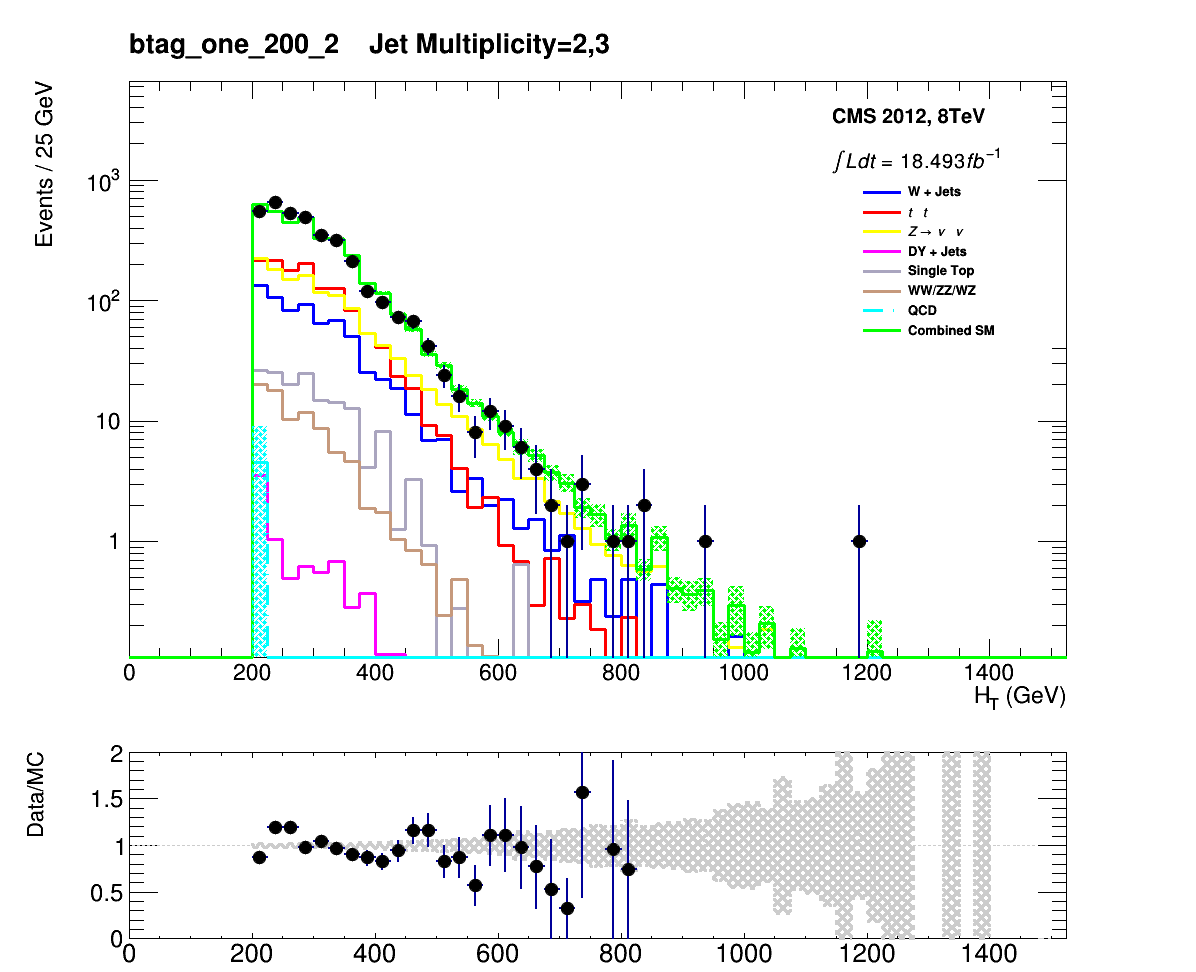 btag_one_200_2 Jet Multiplicity=2,3
Events / 25 GeV
10³
10²
10
1
CMS 2012, 8TeV
∫Ldt = 18.493fb⁻¹
W + Jets
t t
Z→ ν ν
DY + Jets
Single Top
WW/ZZ/WZ
QCD
Combined SM
0 200 400 600 800 1000 1200 1400
H_T (GeV)
Data/MC
2
1.5
1
0.5
0
0 200 400 600 800 1000 1200 1400